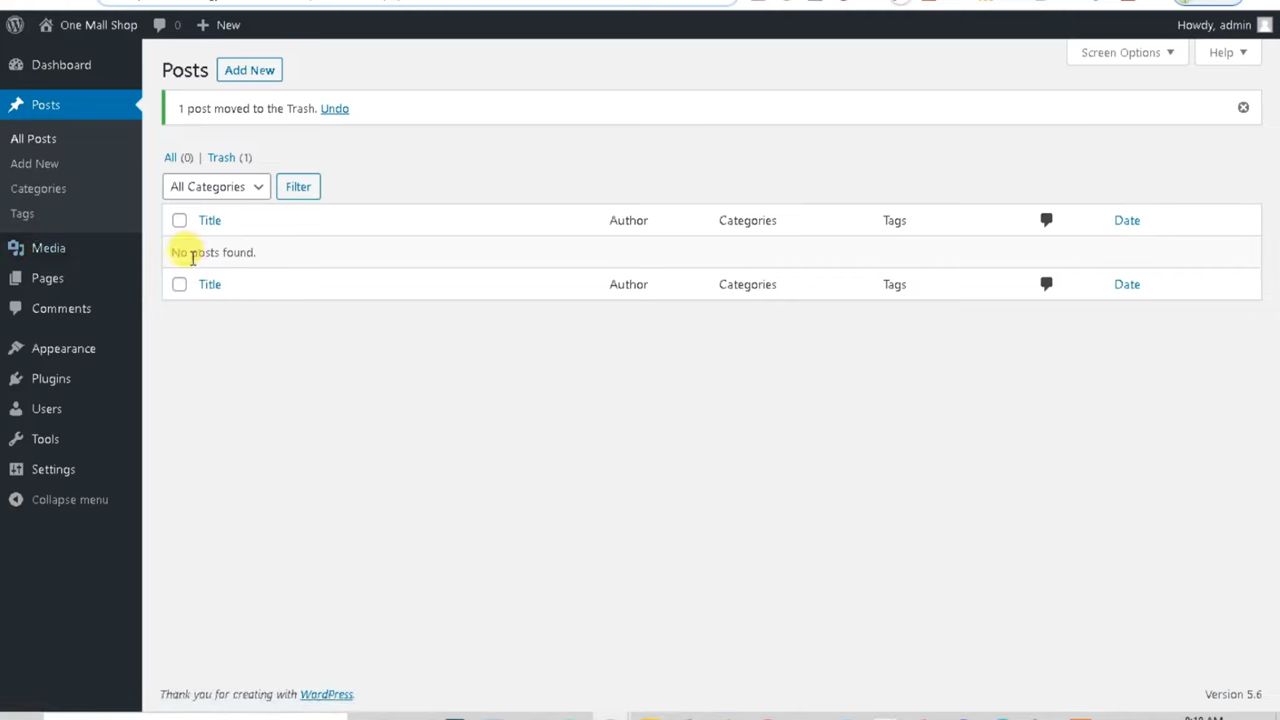 One Mall Shop
0
New
Howdy, admin
Dashboard
Posts
All Posts
Add New
Categories
Tags
Media
Pages
Comments
Appearance
Plugins
Users
Tools
Settings
Collapse menu
Screen Options
Help
Posts
Add New
1 post moved to the Trash. Undo
All (0) | Trash (1)
All Categories
Filter
Title Author Categories Tags Date
No posts found.
Title Author Categories Tags Date
Thank you for creating with WordPress.
Version 5.6